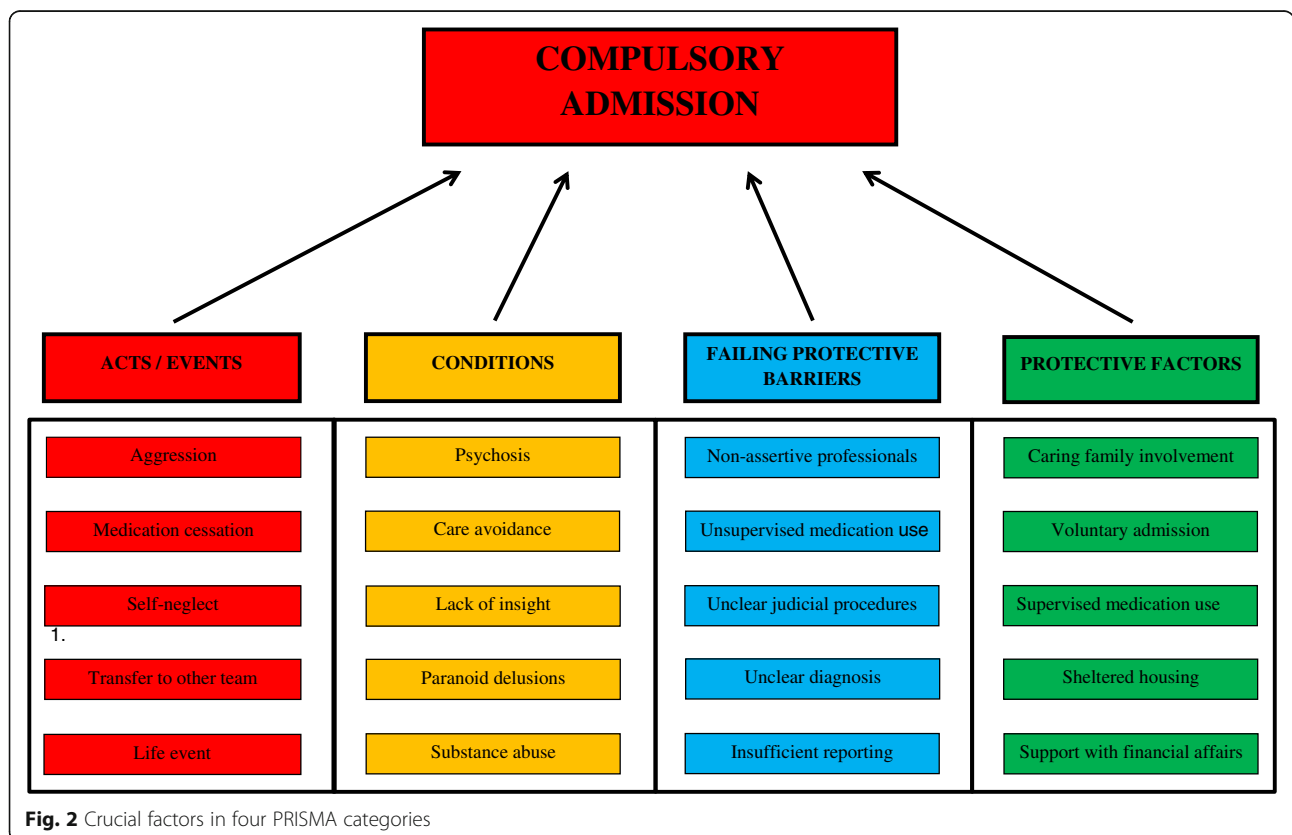 COMPULSORY
ADMISSION
ACTS / EVENTS
CONDITIONS
FAILING PROTECTIVE
BARRIERS
PROTECTIVE FACTORS
Aggression
Psychosis
Non-assertive professionals
Caring family involvement
Medication cessation
Care avoidance
Unsupervised medication use
Voluntary admission
Self-neglect
Lack of insight
Unclear judicial procedures
Supervised medication use
1.
Transfer to other team
Paranoid delusions
Unclear diagnosis
Sheltered housing
Life event
Substance abuse
Insufficient reporting
Support with financial affairs
Fig. 2 Crucial factors in four PRISMA categories